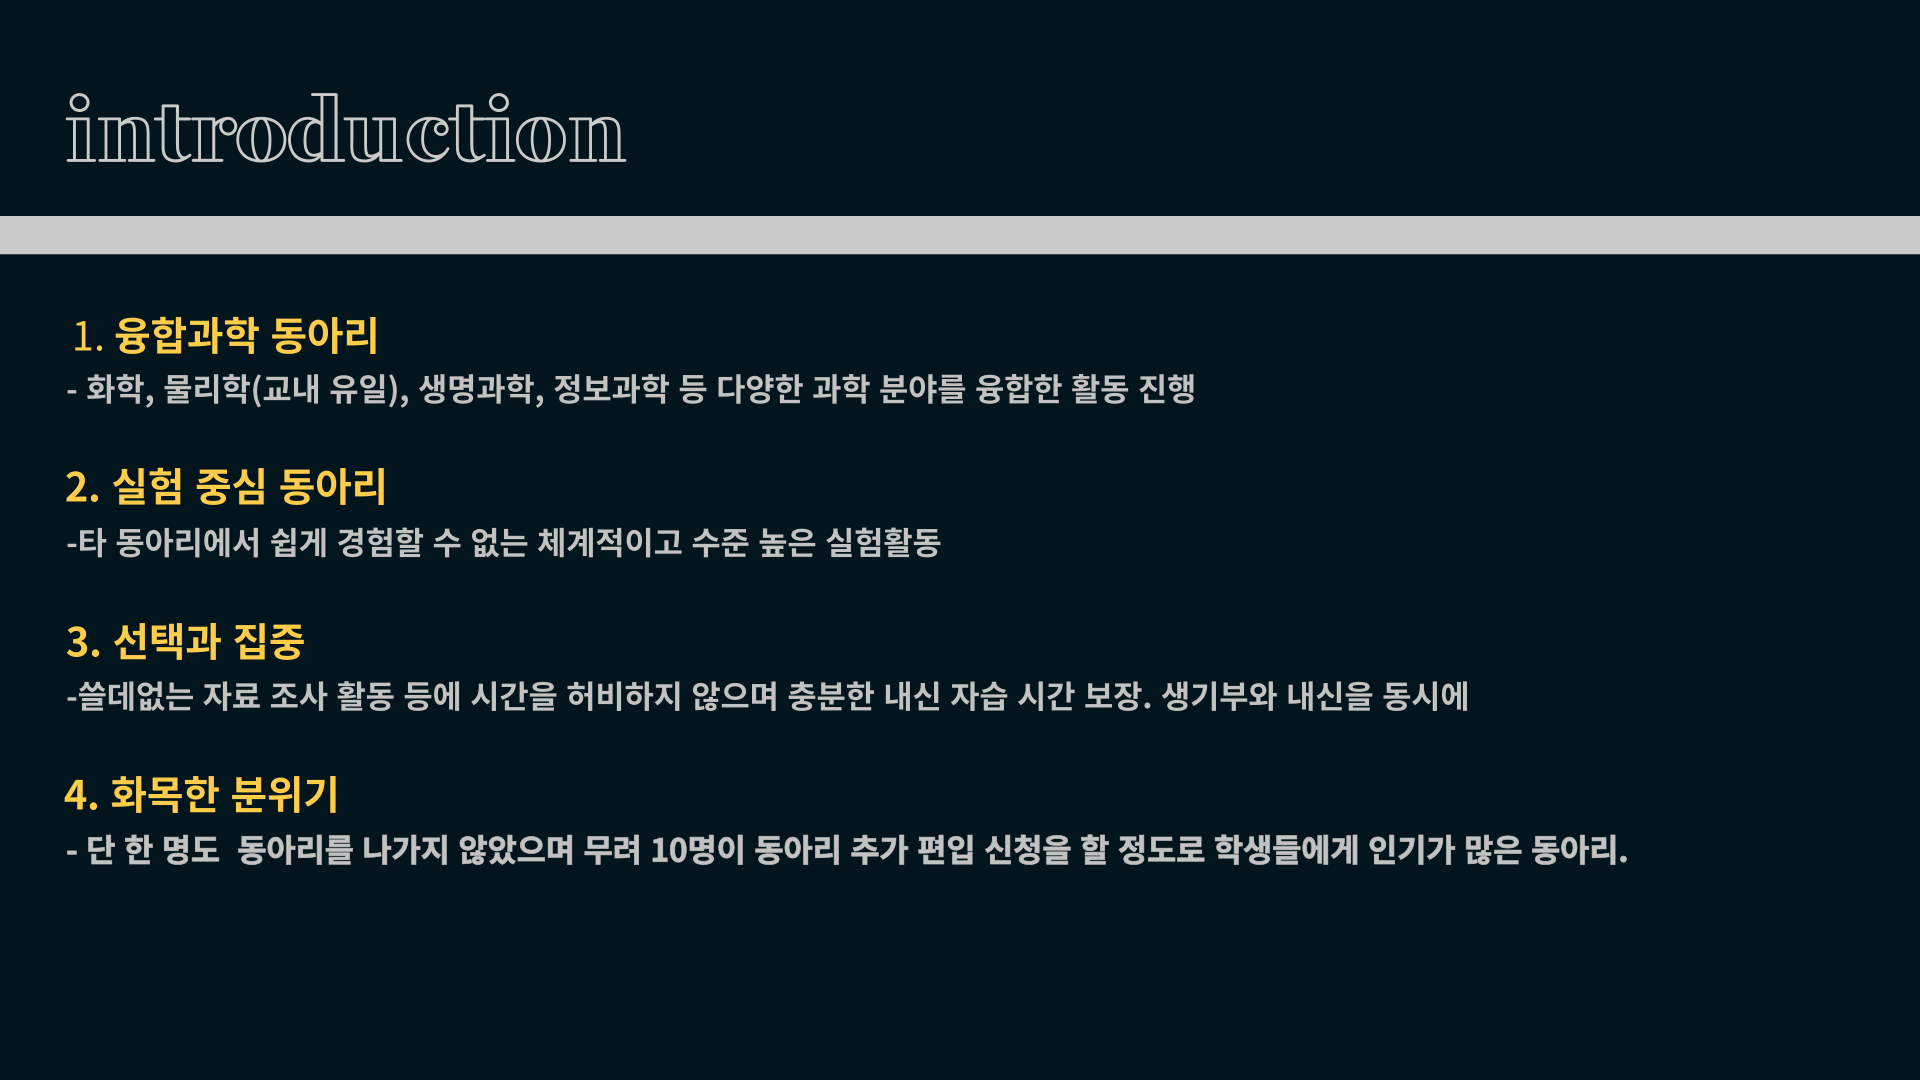 introduction
1. 융합과학 동아리
- 화학, 물리학(교내 유일), 생명과학, 정보과학 등 다양한 과학 분야를 융합한 활동 진행
2. 실험 중심 동아리
-타 동아리에서 쉽게 경험할 수 없는 체계적이고 수준 높은 실험활동
3. 선택과 집중
-쓸데없는 자료 조사 활동 등에 시간을 허비하지 않으며 충분한 내신 자습 시간 보장. 생기부와 내신을 동시에
4. 화목한 분위기
- 단 한 명도  동아리를 나가지 않았으며 무려 10명이 동아리 추가 편입 신청을 할 정도로 학생들에게 인기가 많은 동아리.